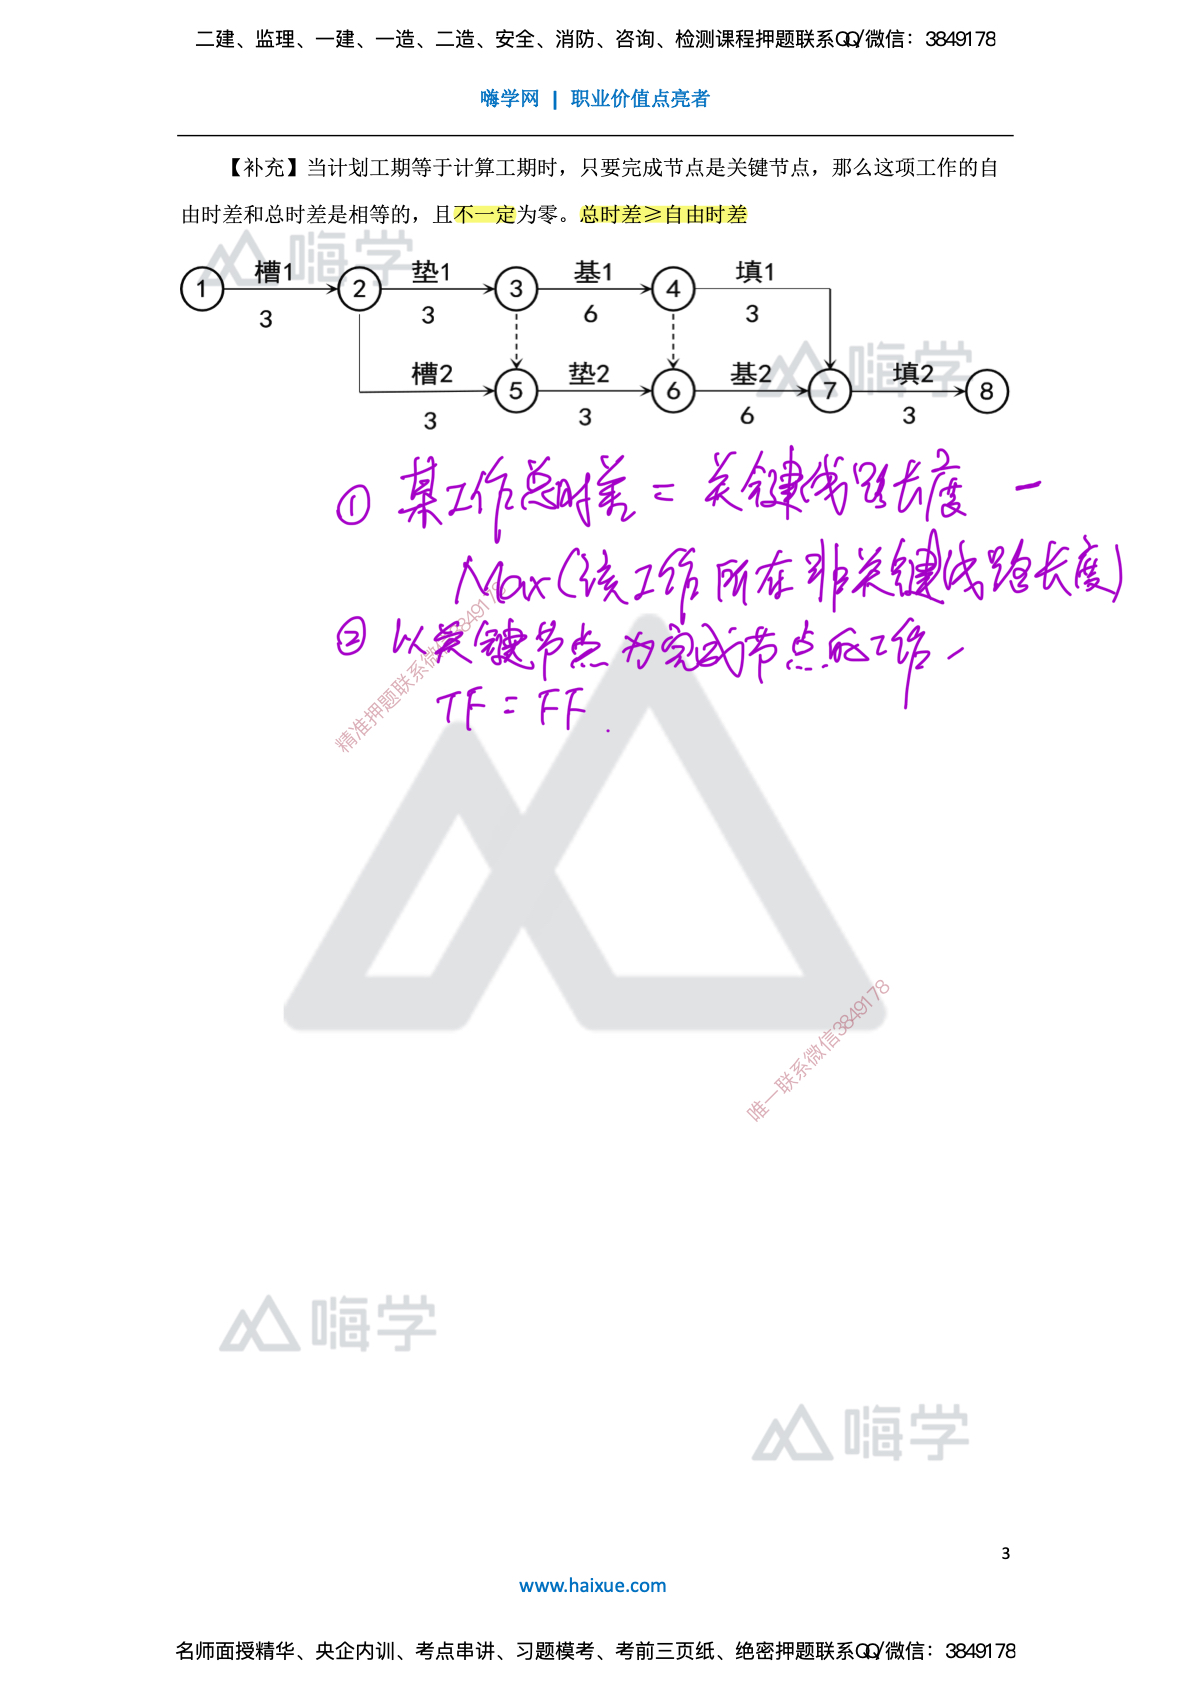 二建、监理、一建、一造、二造、安全、消防、咨询、检测课程押题联系QQ/微信：3849178
嗨学网 | 职业价值点亮者
【补充】当计划工期等于计算工期时，只要完成节点是关键节点，那么这项工作的自
由时差和总时差是相等的，且不一定为零。总时差≥自由时差
嗨学
槽1 垫1 基1 填1
1 2 3 4
3 3 6 3
嗨学
槽2 垫2 基2 填2
5 6 7 8
3 3 6 3
① 某工作总时差 = 关键线路长度 －
Max(该工作所在非关键线路长度)
② 以关键节点为完成节点的工作，
TF = FF.
精准押题联系微信3849178
唯一联系微信3849178
嗨学
嗨学
3
www.haixue.com
名师面授精华、央企内训、考点串讲、习题模考、考前三页纸、绝密押题联系QQ/微信：3849178